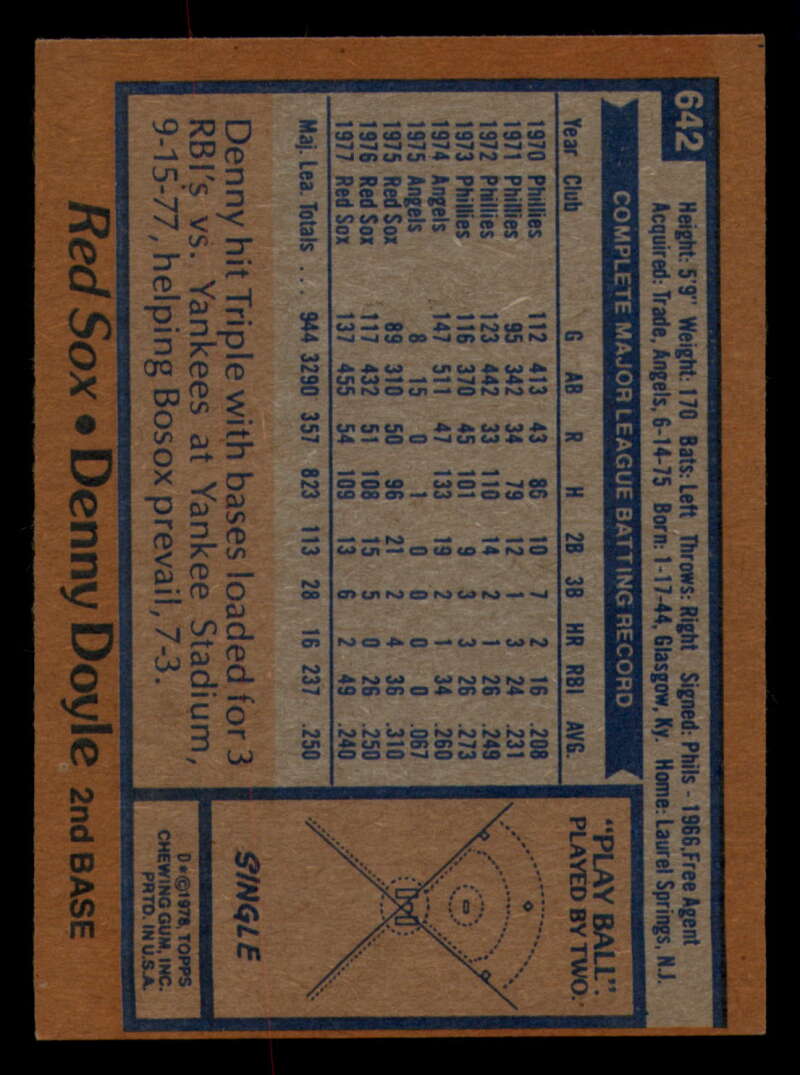 642
Height: 5'9" Weight: 170 Bats: Left Throws: Right Signed: Phils - 1966, Free Agent
Acquired: Trade, Angels, 6-14-75 Born: 1-17-44, Glasgow, Ky. Home: Laurel Springs, N.J.
COMPLETE MAJOR LEAGUE BATTING RECORD
Year Club G AB R H 2B 3B HR RBI AVG.
1970 Phillies 112 413 43 86 10 7 2 16 .208
1971 Phillies 95 342 34 79 12 1 3 24 .231
1972 Phillies 123 442 33 110 14 2 1 26 .249
1973 Phillies 116 370 45 101 9 3 3 26 .273
1974 Angels 147 511 47 133 19 2 1 34 .260
1975 Angels 8 15 0 1 0 0 0 0 .067
1975 Red Sox 89 310 50 96 21 2 4 36 .310
1976 Red Sox 117 432 51 108 15 5 0 26 .250
1977 Red Sox 137 455 54 109 13 6 2 49 .240
Maj. Lea. Totals . . . 944 3290 357 823 113 28 16 237 .250
Denny hit Triple with bases loaded for 3
RBI's vs. Yankees at Yankee Stadium,
9-15-77, helping Bosox prevail, 7-3.
"PLAY BALL":
PLAYED BY TWO.
SINGLE
D*©1978, TOPPS
CHEWING GUM, INC.
PRTD. IN U.S.A.
Red Sox • Denny Doyle 2nd BASE